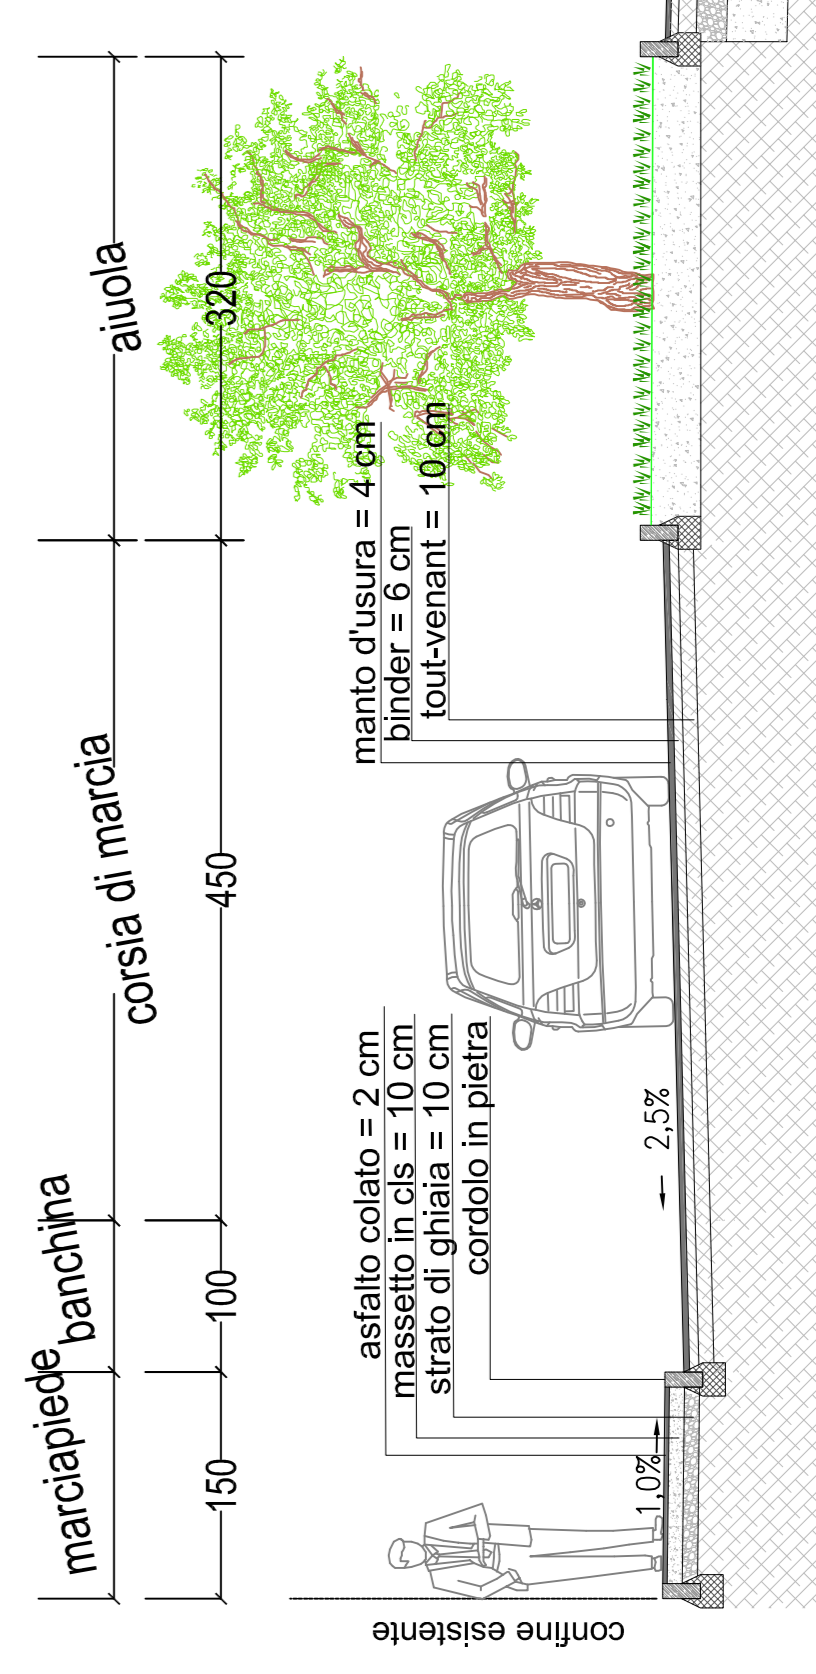 marciapiede
banchina
corsia di marcia
aiuola
150
100
450
320
asfalto colato = 2 cm
massetto in cls = 10 cm
strato di ghiaia = 10 cm
cordolo in pietra
manto d'usura = 4 cm
binder = 6 cm
tout-venant = 10 cm
1,0%
2,5%
confine esistente